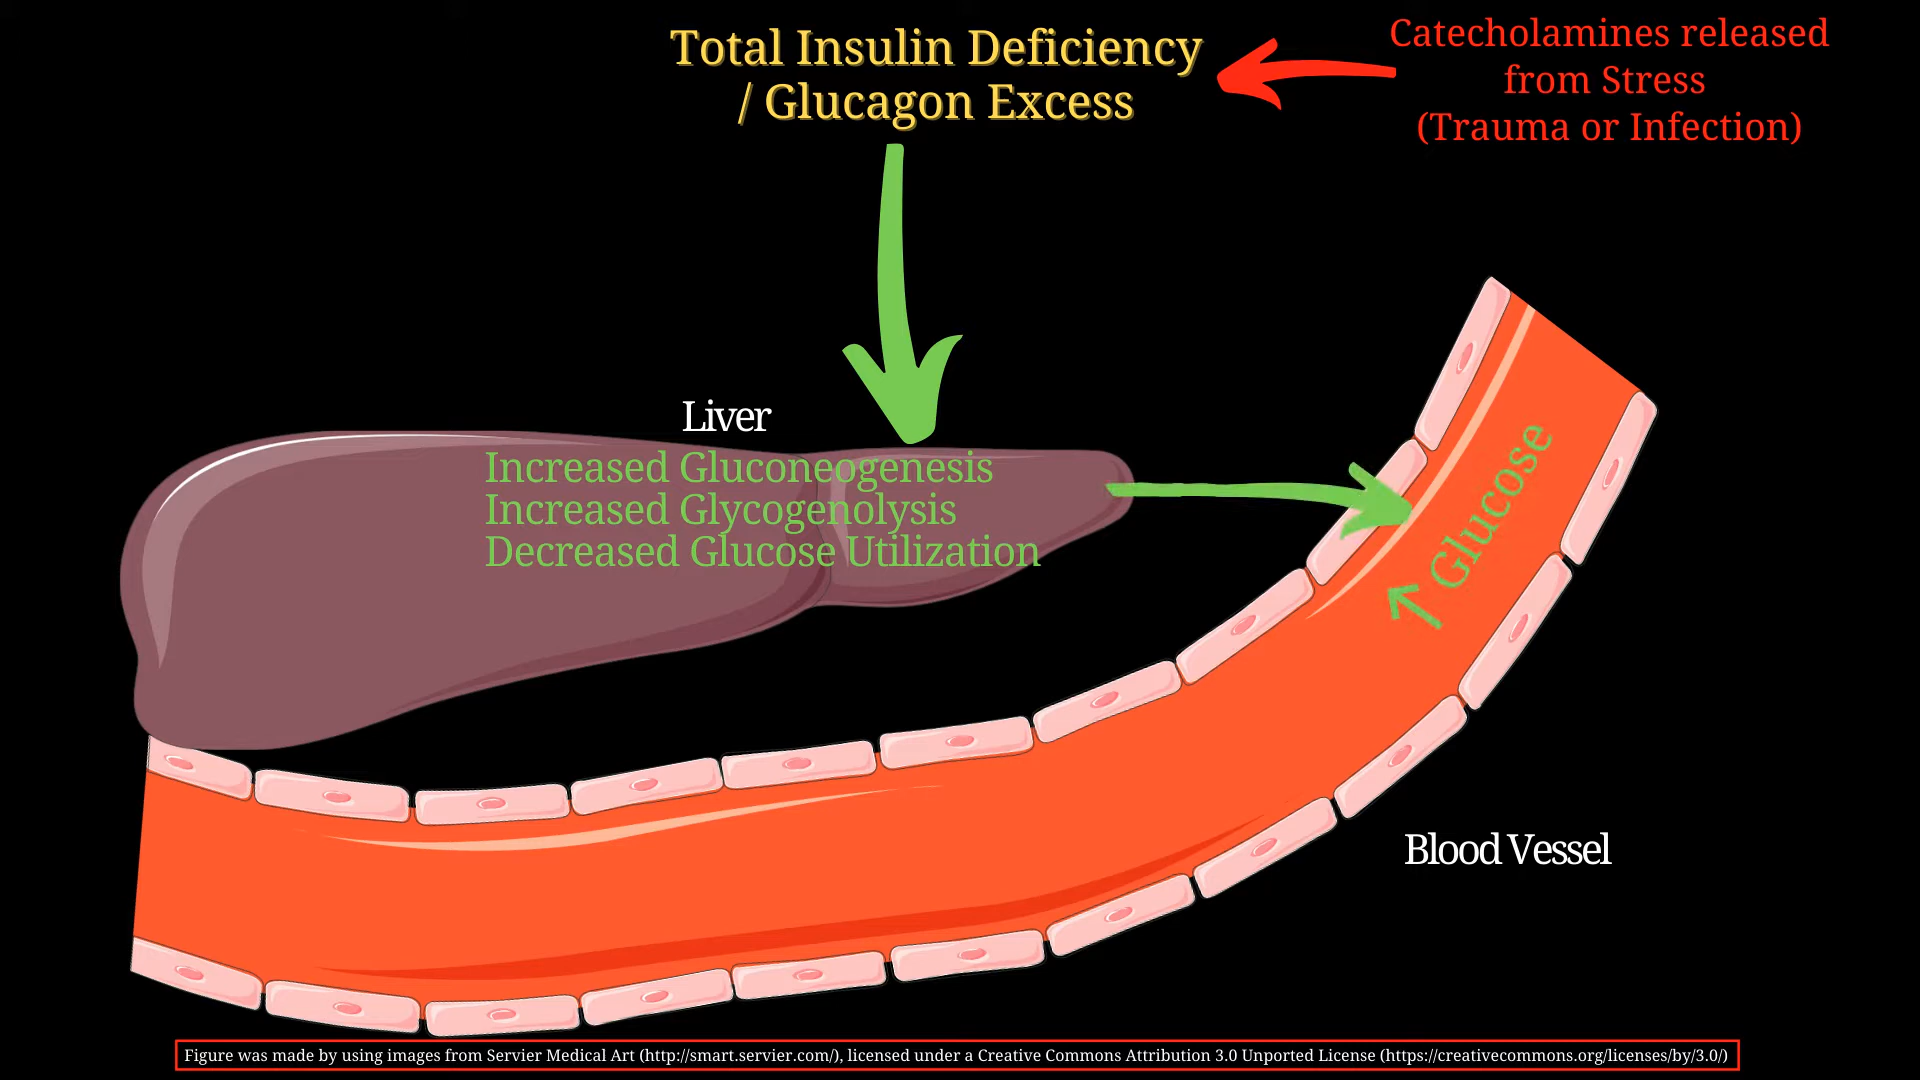 Total Insulin Deficiency
/ Glucagon Excess
Catecholamines released
from Stress
(Trauma or Infection)
Liver
Increased Gluconeogenesis
Increased Glycogenolysis
Decreased Glucose Utilization
↑ Glucose
Blood Vessel
Figure was made by using images from Servier Medical Art (http://smart.servier.com/), licensed under a Creative Commons Attribution 3.0 Unported License (https://creativecommons.org/licenses/by/3.0/)